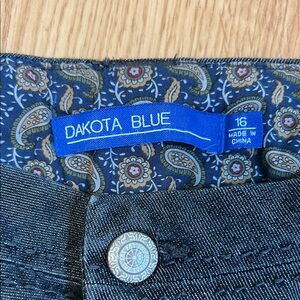 DAKOTA BLUE
16
MADE IN
CHINA